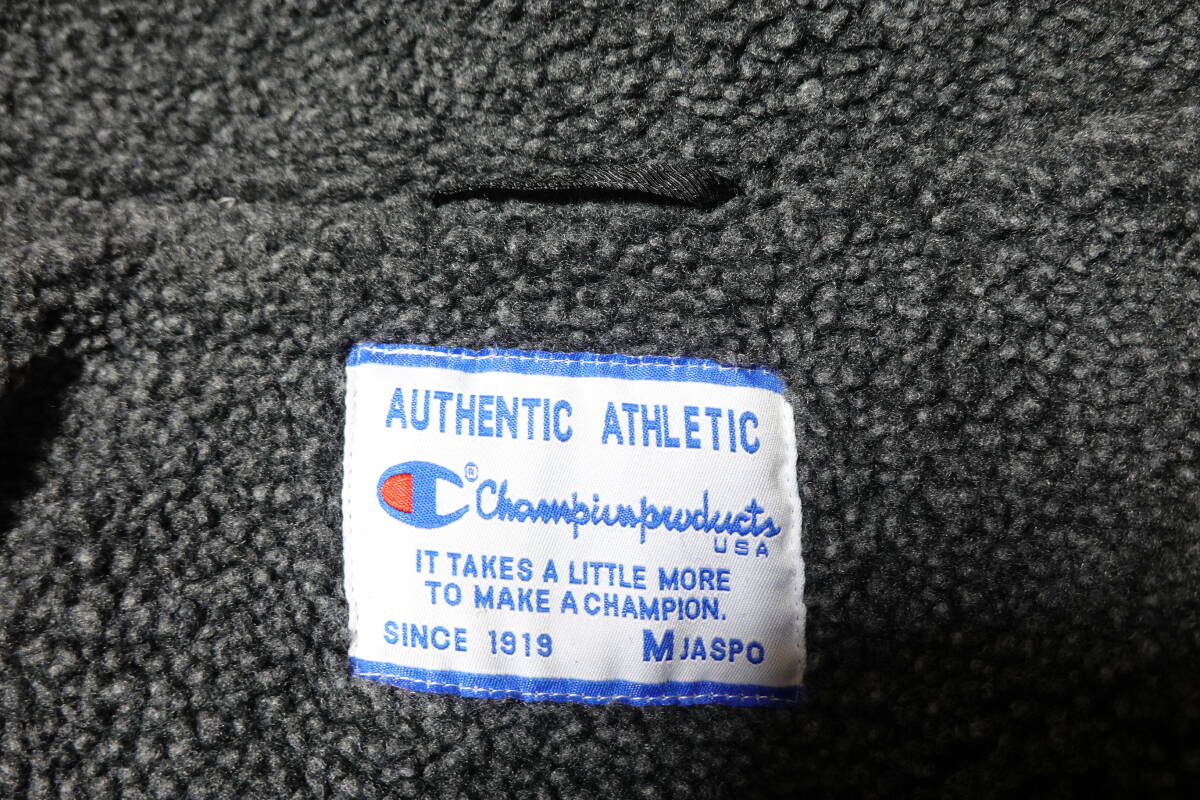 AUTHENTIC ATHLETIC
® Championproducts
USA
IT TAKES A LITTLE MORE
TO MAKE A CHAMPION.
SINCE 1919 M JASPO